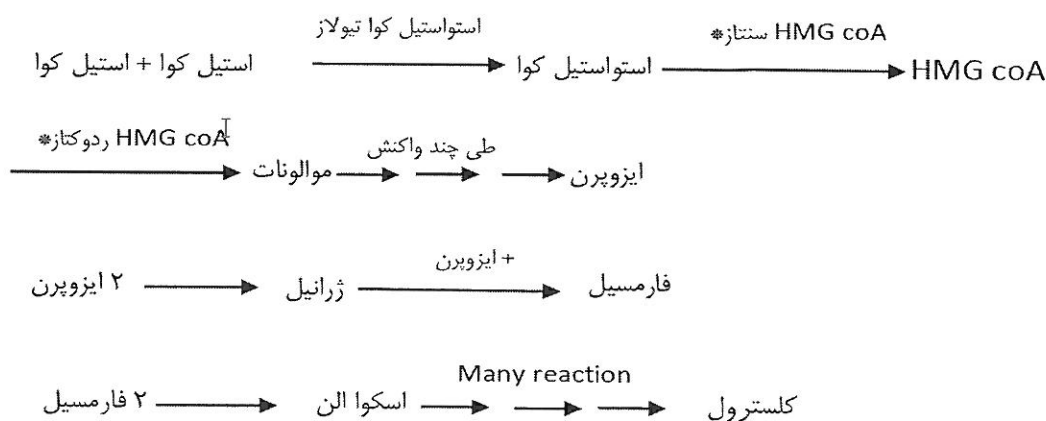 استواستیل کوا تیولاز
HMG coA سنتتاز*
استیل کوا + استیل کوا
استواستیل کوا
HMG coA
HMG coA ردوکتاز*
طی چند واکنش
موالونات
ایزوپرن
+ ایزوپرن
۲ ایزوپرن
ژرانیل
فارمسیل
Many reaction
۲ فارمسیل
اسکوا الن
کلسترول